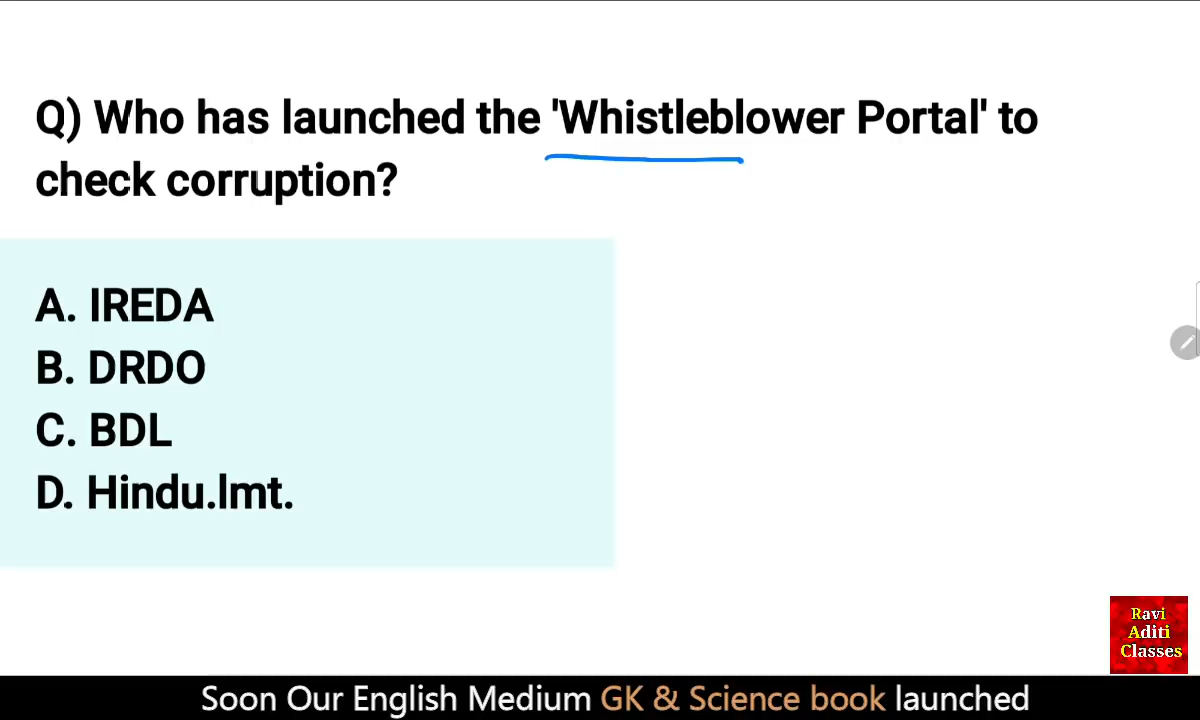 Q) Who has launched the 'Whistleblower Portal' to
check corruption?
A. IREDA
B. DRDO
C. BDL
D. Hindu.lmt.
Ravi
Aditi
Classes
Soon Our English Medium GK & Science book launched